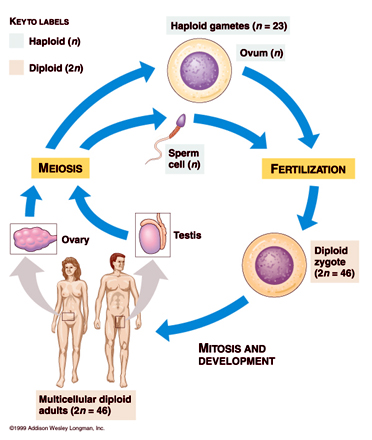 KEY TO LABELS
Haploid (n)
Diploid (2n)
Haploid gametes (n = 23)
Ovum (n)
Sperm
cell (n)
MEIOSIS
FERTILIZATION
Ovary
Testis
Diploid
zygote
(2n = 46)
MITOSIS AND
DEVELOPMENT
Multicellular diploid
adults (2n = 46)
©1999 Addison Wesley Longman, Inc.